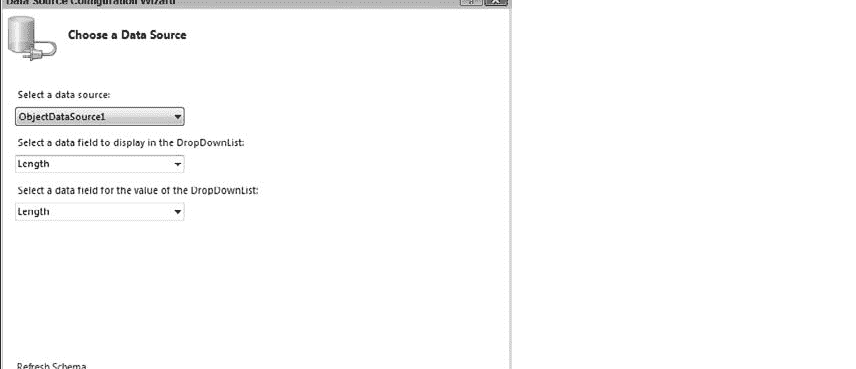 Data Source Configuration Wizard
Choose a Data Source
Select a data source:
ObjectDataSource1
Select a data field to display in the DropDownList:
Length
Select a data field for the value of the DropDownList:
Length
Refresh Schema